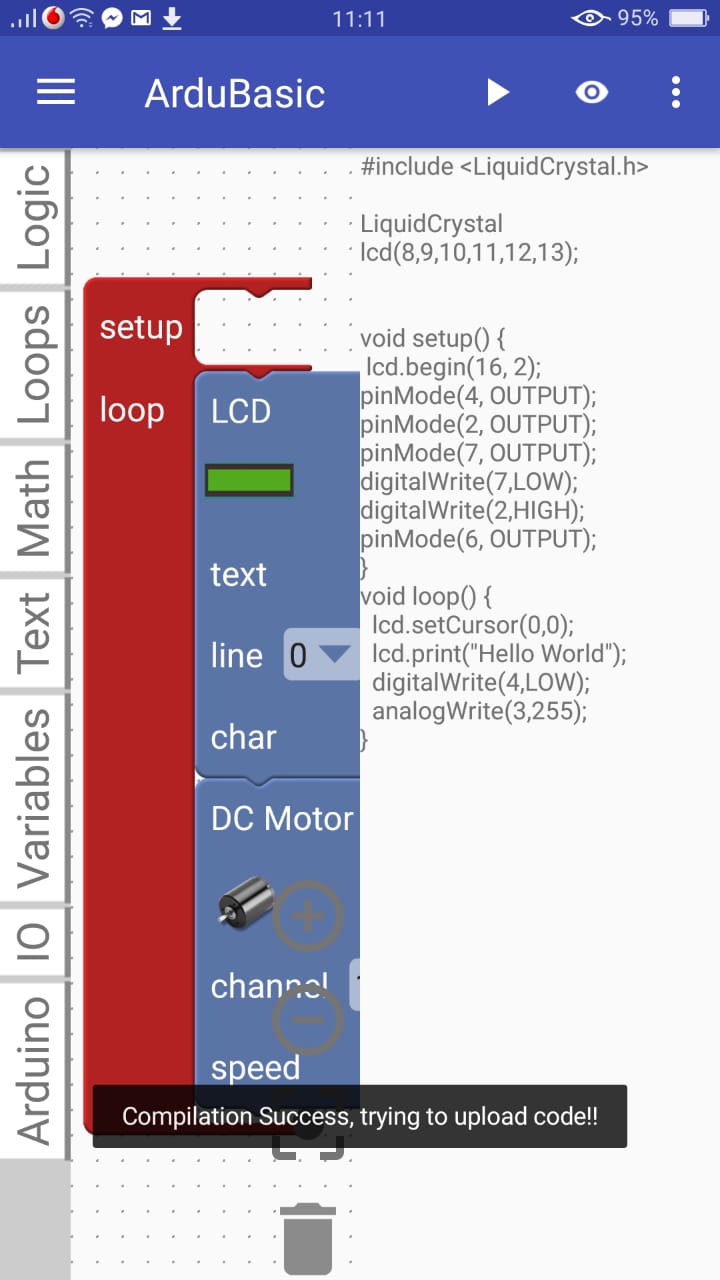 11:11
95%
ArduBasic
Logic
Loops
Math
Text
Variables
IO
Arduino
setup
loop
LCD
text
line 0
char
DC Motor
channel
speed
#include <LiquidCrystal.h>
LiquidCrystal
lcd(8,9,10,11,12,13);
void setup() {
lcd.begin(16, 2);
pinMode(4, OUTPUT);
pinMode(2, OUTPUT);
pinMode(7, OUTPUT);
digitalWrite(7,LOW);
digitalWrite(2,HIGH);
pinMode(6, OUTPUT);
}
void loop() {
lcd.setCursor(0,0);
lcd.print("Hello World");
digitalWrite(4,LOW);
analogWrite(3,255);
}
Compilation Success, trying to upload code!!